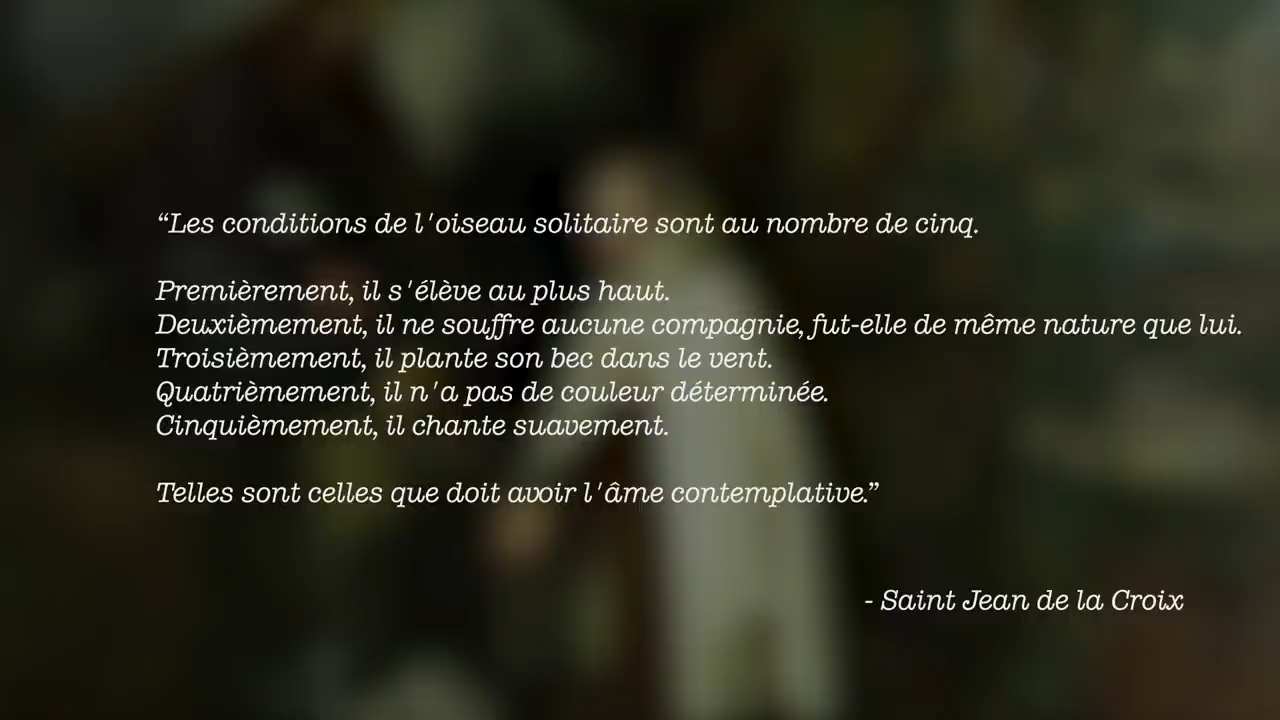 “Les conditions de l'oiseau solitaire sont au nombre de cinq.
Premièrement, il s'élève au plus haut.
Deuxièmement, il ne souffre aucune compagnie, fut-elle de même nature que lui.
Troisièmement, il plante son bec dans le vent.
Quatrièmement, il n'a pas de couleur déterminée.
Cinquièmement, il chante suavement.
Telles sont celles que doit avoir l'âme contemplative.”
- Saint Jean de la Croix